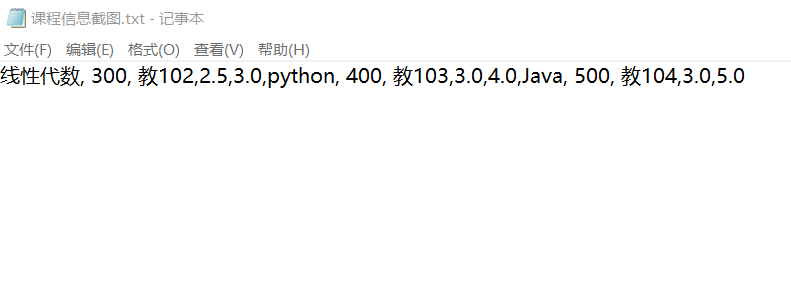 课程信息截图.txt - 记事本
文件(F) 编辑(E) 格式(O) 查看(V) 帮助(H)
线性代数, 300, 教102,2.5,3.0,python, 400, 教103,3.0,4.0,Java, 500, 教104,3.0,5.0